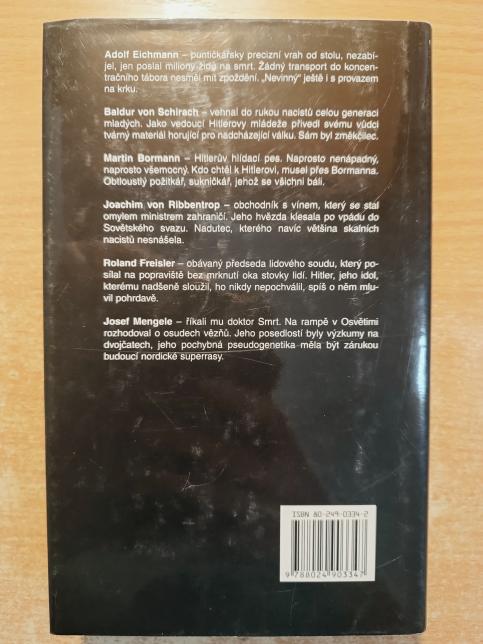 Adolf Eichmann – puntičkářsky precizní vrah od stolu, nezabí-
jel, jen poslal miliony židů na smrt. Žádný transport do koncen-
tračního tábora nesměl mít zpoždění. „Nevinný" ještě i s provazem
na krku.
Baldur von Schirach – vehnal do rukou nacistů celou generaci
mladých. Jako vedoucí Hitlerovy mládeže přivedl svému vůdci
tvárný materiál horující pro nadcházející válku. Sám byl změkčilec.
Martin Bormann – Hitlerův hlídací pes. Naprosto nenápadný,
naprosto všemocný. Kdo chtěl k Hitlerovi, musel přes Bormanna.
Obtloustlý požitkář, sukničkář, jehož se všichni báli.
Joachim von Ribbentrop – obchodník s vínem, který se stal
omylem ministrem zahraničí. Jeho hvězda klesala po vpádu do
Sovětského svazu. Nadutec, kterého navíc většina skalních
nacistů nesnášela.
Roland Freisler – obávaný předseda lidového soudu, který po-
sílal na popraviště bez mrknutí oka stovky lidí. Hitler, jeho idol,
kterému nadšeně sloužil, ho nikdy nepochválil, spíš o něm mlu-
vil pohrdavě.
Josef Mengele – říkali mu doktor Smrt. Na rampě v Osvětimi
rozhodoval o osudech vězňů. Jeho posedlostí byly výzkumy na
dvojčatech, jeho pochybná pseudogenetika měla být zárukou
budoucí nordické superrasy.
ISBN 80-249-0334-2
9 788024 903347